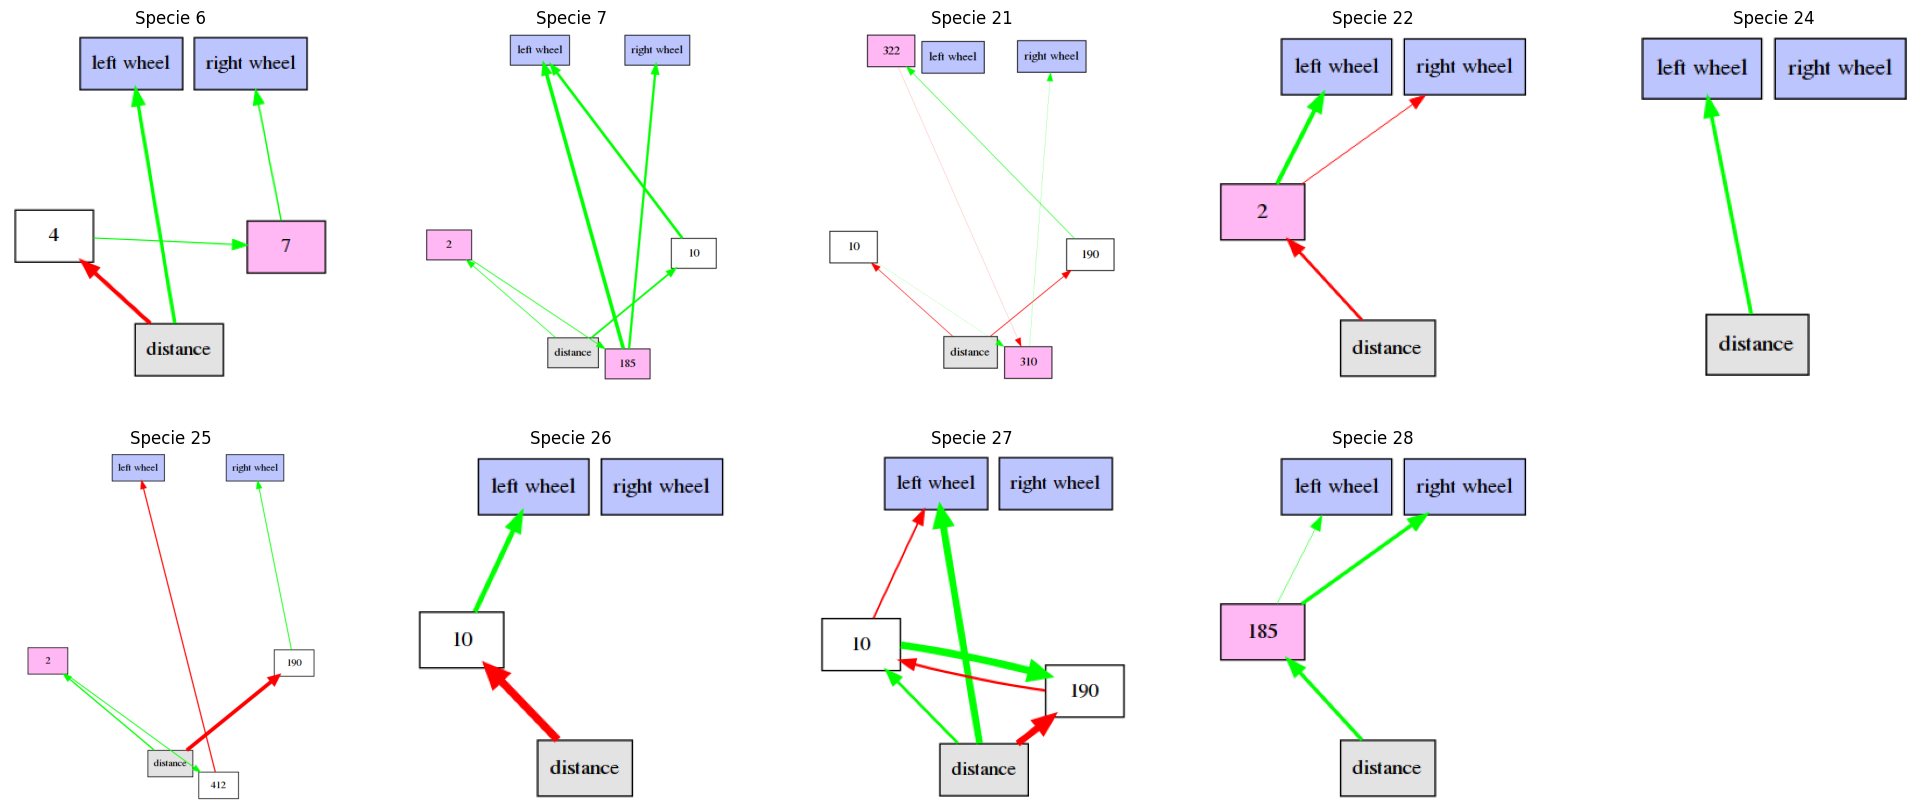 Specie 6
left wheel
right wheel
4
7
distance
Specie 7
left wheel
right wheel
2
10
distance
185
Specie 21
322
left wheel
right wheel
10
190
distance
310
Specie 22
left wheel
right wheel
2
distance
Specie 24
left wheel
right wheel
distance
Specie 25
left wheel
right wheel
2
190
distance
412
Specie 26
left wheel
right wheel
10
distance
Specie 27
left wheel
right wheel
10
190
distance
Specie 28
left wheel
right wheel
185
distance